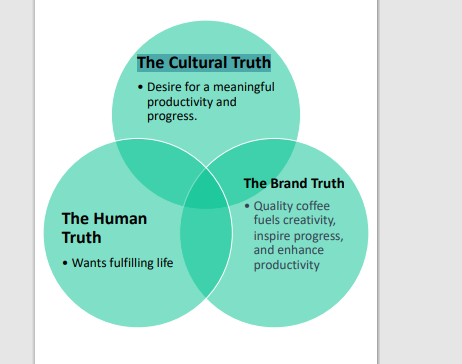 The Cultural Truth
• Desire for a meaningful
productivity and
progress.
The Human
Truth
• Wants fulfilling life
The Brand Truth
• Quality coffee
fuels creativity,
inspire progress,
and enhance
productivity